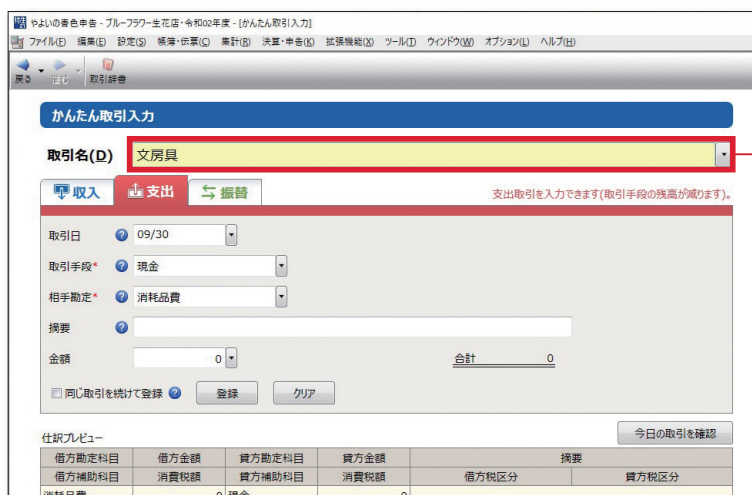 やよいの青色申告 - ブルーフラワー生花店・令和02年度 - [かんたん取引入力]
ファイル(F) 編集(E) 設定(S) 帳簿・伝票(C) 集計(R) 決算・申告(K) 拡張機能(X) ツール(T) ウィンドウ(W) オプション(L) ヘルプ(H)
戻る 進む 取引辞書
かんたん取引入力
取引名(D) 文房具
収入 支出 振替 支出取引を入力できます(取引手段の残高が減ります)。
取引日 ? 09/30
取引手段* ? 現金
相手勘定* ? 消耗品費
摘要 ?
金額 0 合計 0
同じ取引を続けて登録 ? 登録 クリア
仕訳プレビュー 今日の取引を確認
借方勘定科目 借方金額 貸方勘定科目 貸方金額 摘要
借方補助科目 消費税額 貸方補助科目 消費税額 借方税区分 貸方税区分
消耗品費 0 現金 0